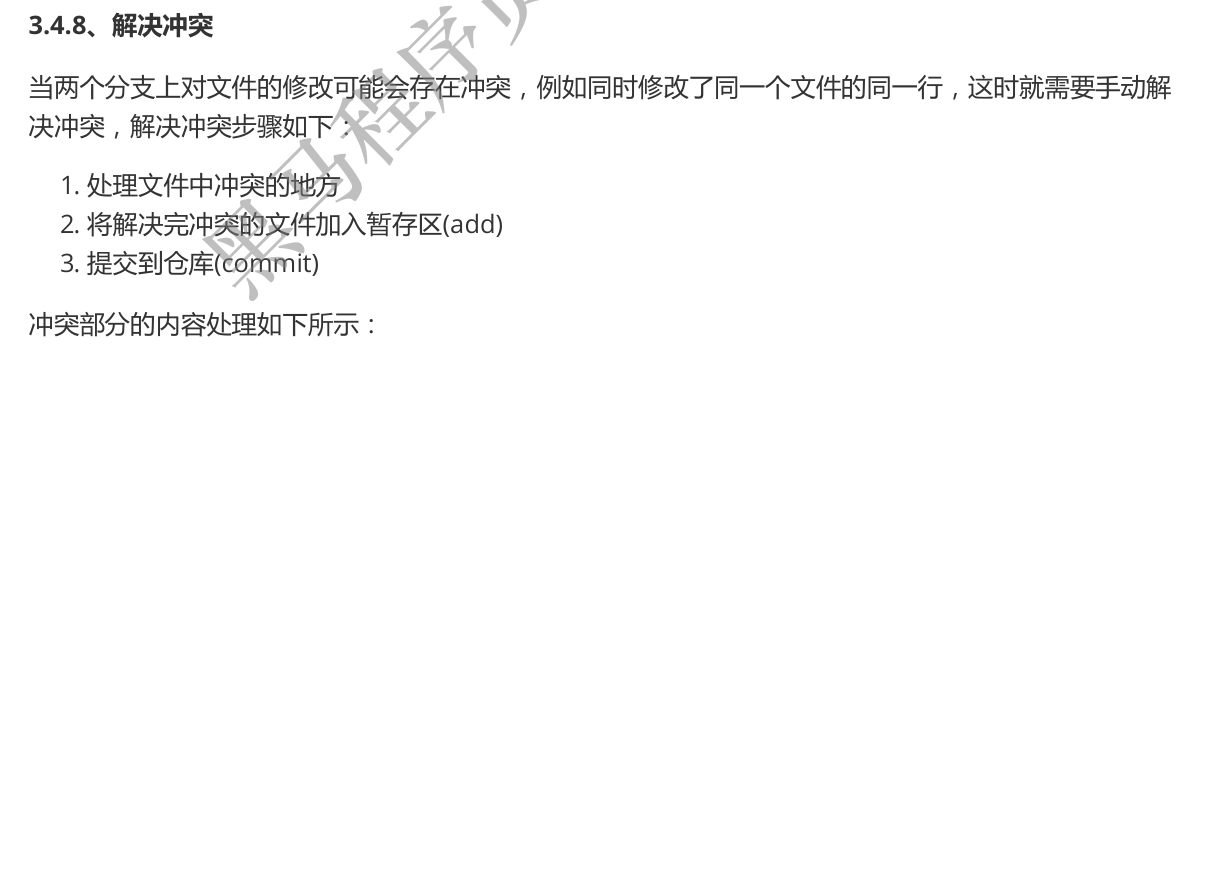 3.4.8、解决冲突
当两个分支上对文件的修改可能会存在冲突，例如同时修改了同一个文件的同一行，这时就需要手动解
决冲突，解决冲突步骤如下：
1. 处理文件中冲突的地方
2. 将解决完冲突的文件加入暂存区(add)
3. 提交到仓库(commit)
冲突部分的内容处理如下所示：
黑马程序员